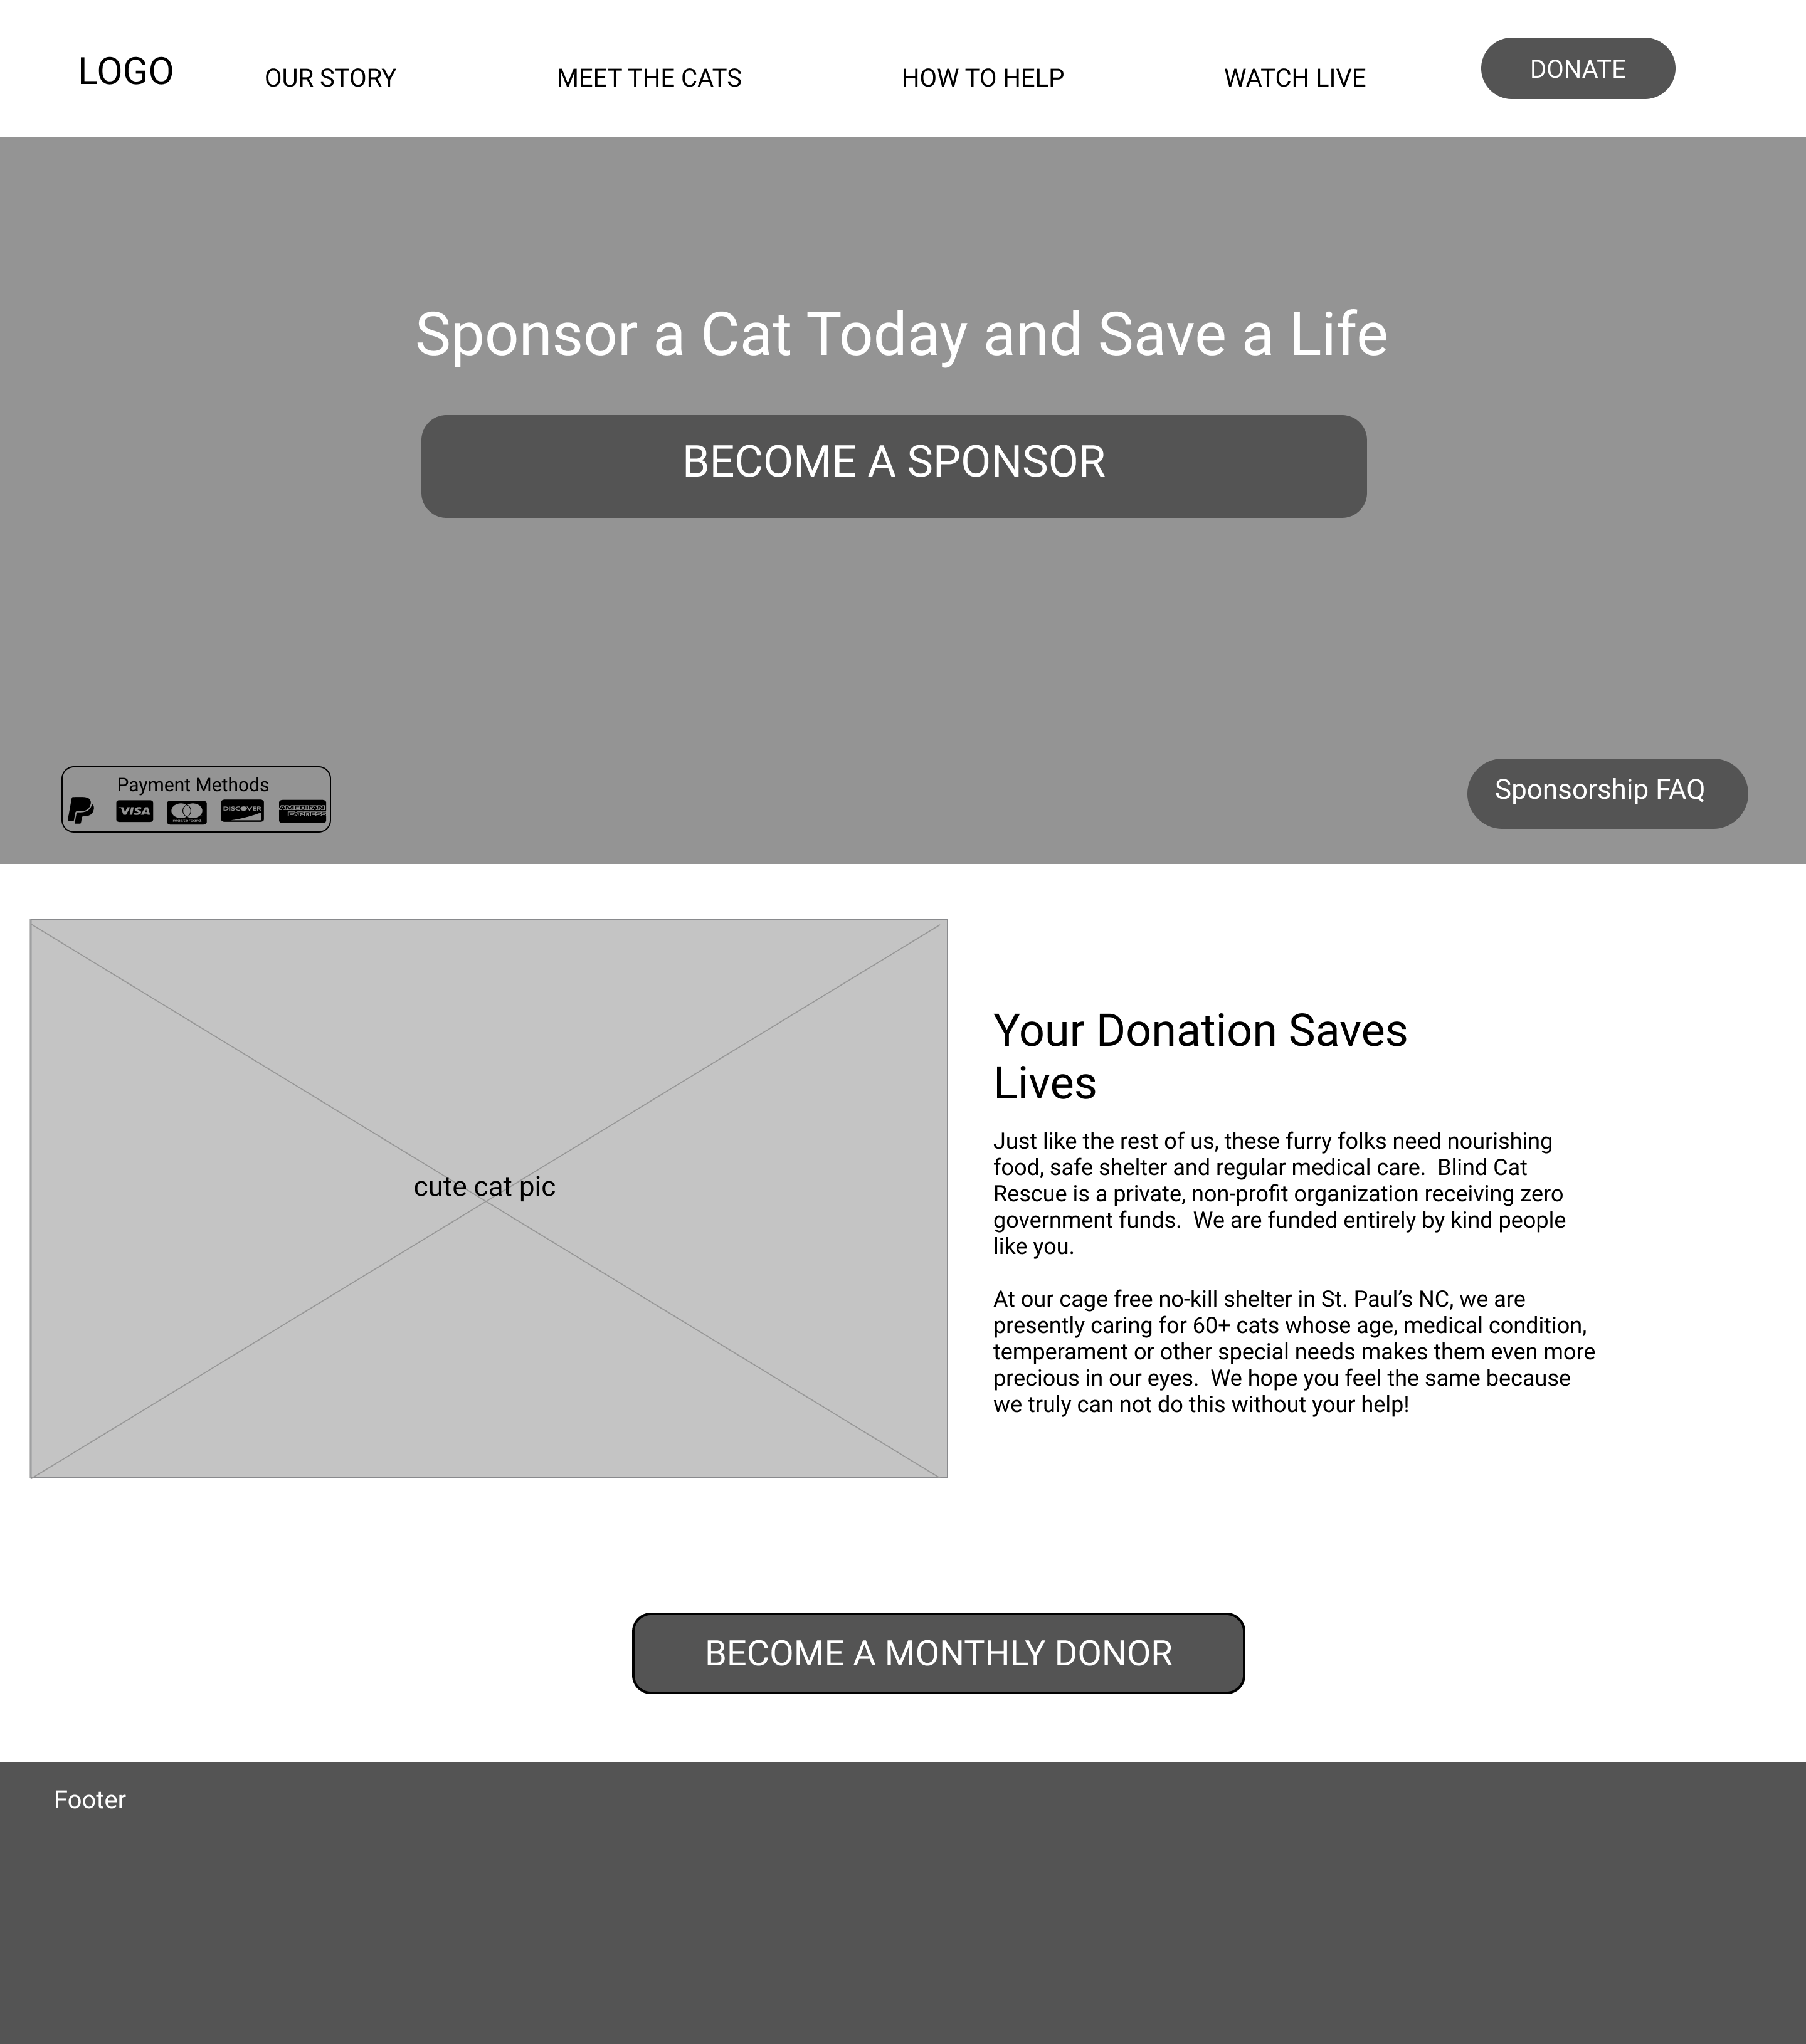 LOGO
OUR STORY
MEET THE CATS
HOW TO HELP
WATCH LIVE
DONATE
Sponsor a Cat Today and Save a Life
BECOME A SPONSOR
Payment Methods
VISA
mastercard
DISCOVER
AMERICAN
EXPRESS
Sponsorship FAQ
cute cat pic
Your Donation Saves
Lives
Just like the rest of us, these furry folks need nourishing
food, safe shelter and regular medical care.  Blind Cat
Rescue is a private, non-profit organization receiving zero
government funds.  We are funded entirely by kind people
like you.
At our cage free no-kill shelter in St. Paul’s NC, we are
presently caring for 60+ cats whose age, medical condition,
temperament or other special needs makes them even more
precious in our eyes.  We hope you feel the same because
we truly can not do this without your help!
BECOME A MONTHLY DONOR
Footer